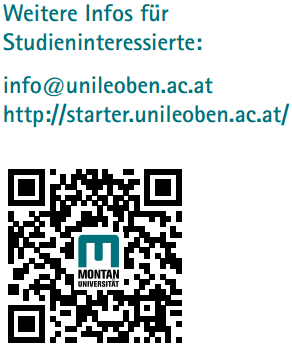 Weitere Infos für
Studieninteressierte:
info@unileoben.ac.at
http://starter.unileoben.ac.at/
MONTAN
UNIVERSITÄT